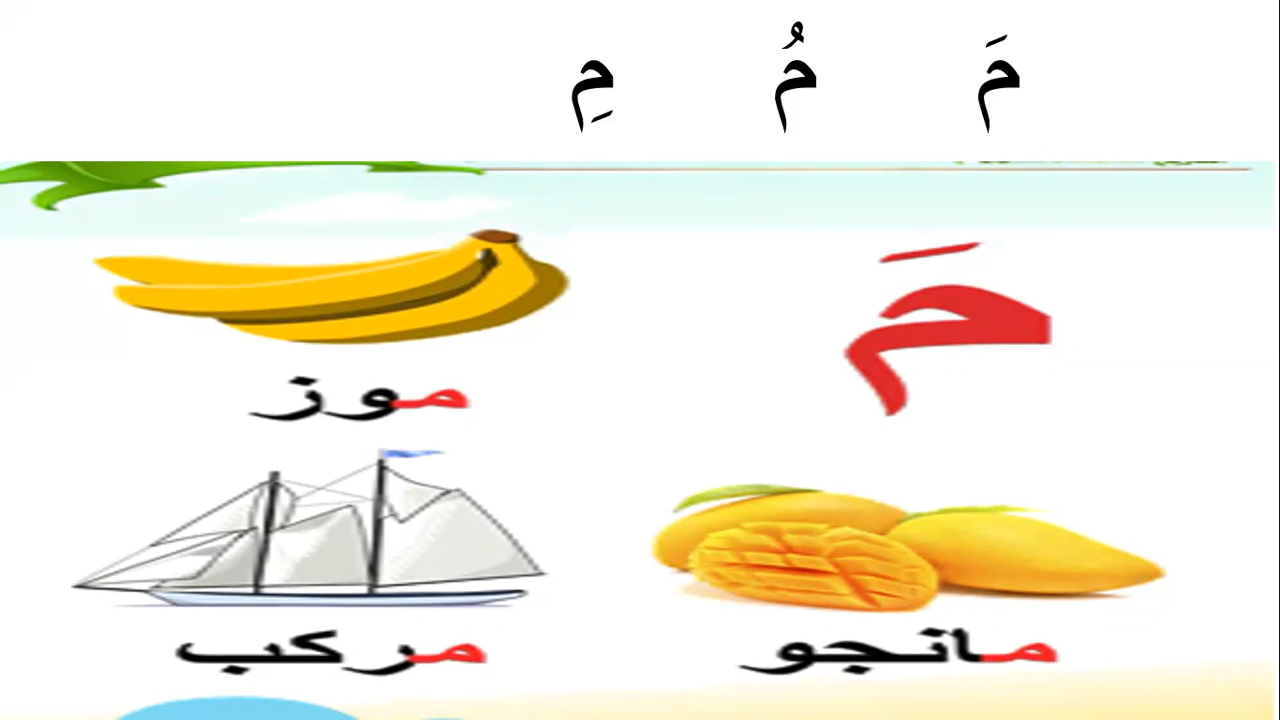 مَ مُ مِ
مَ
موز
مانجو
مركب